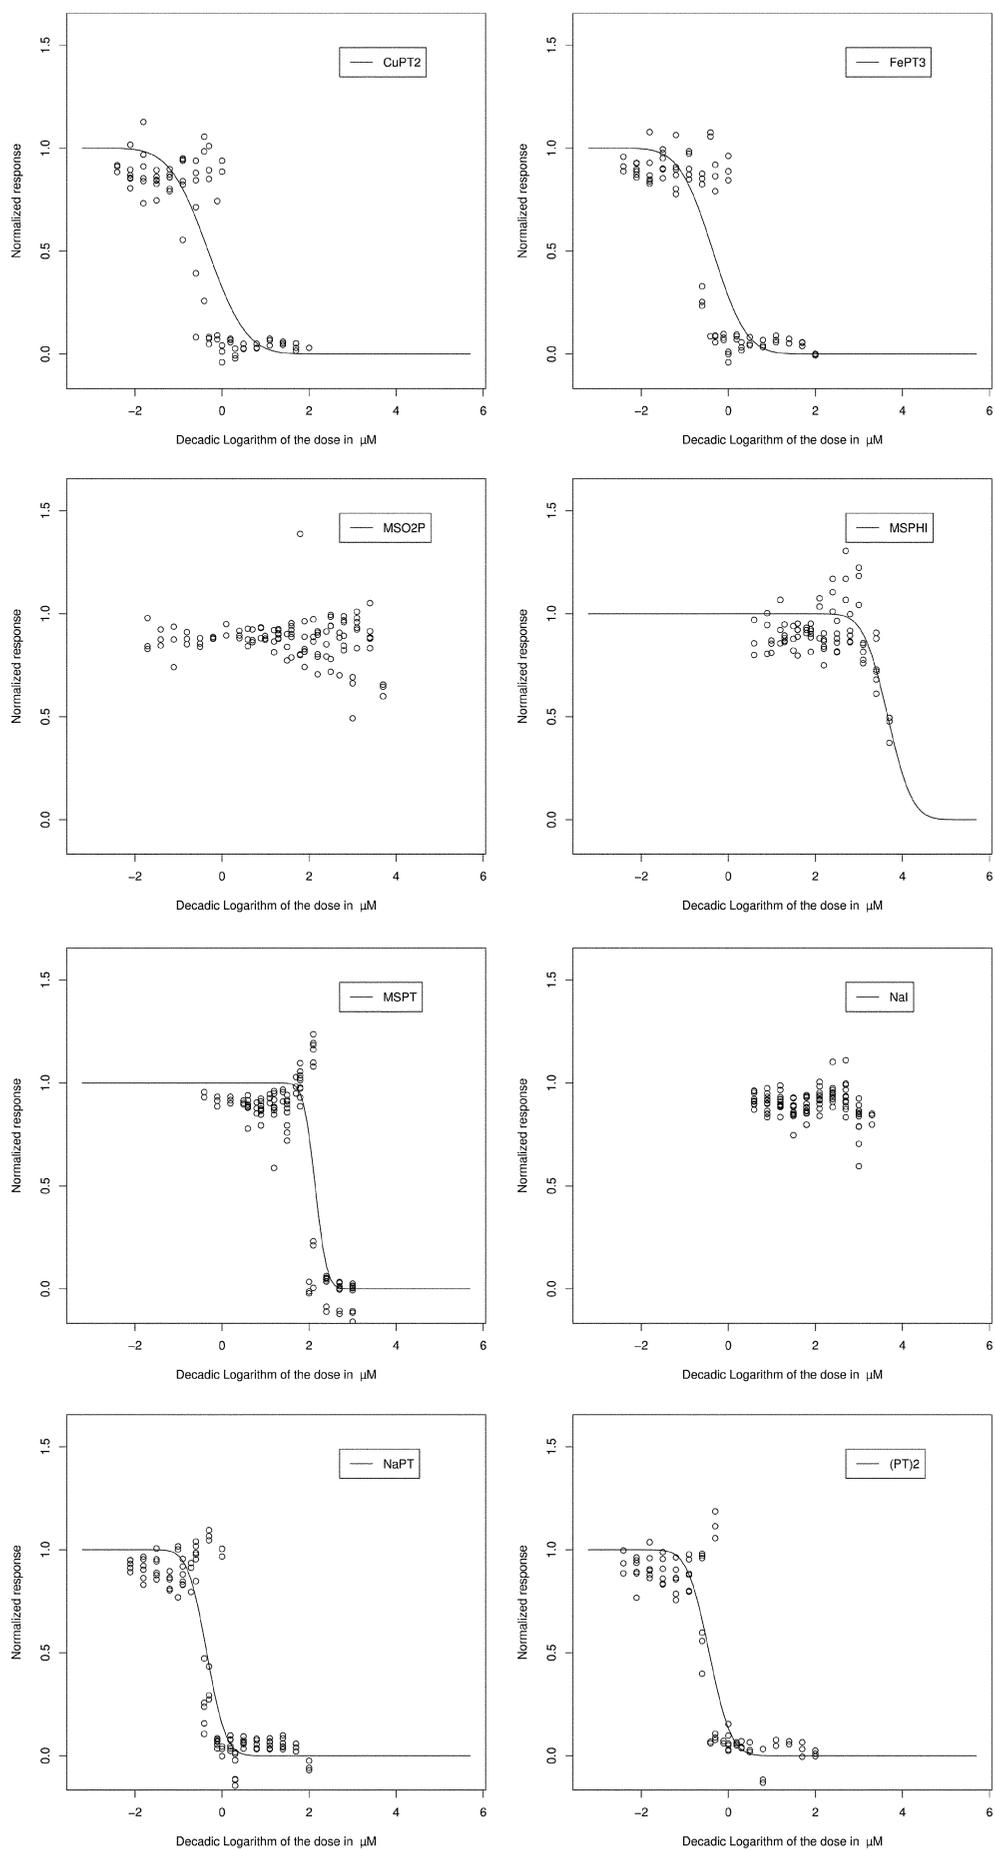 CuPT2
Normalized response
0.0 0.5 1.0 1.5
−2 0 2 4 6
Decadic Logarithm of the dose in µM
FePT3
Normalized response
0.0 0.5 1.0 1.5
−2 0 2 4 6
Decadic Logarithm of the dose in µM
MSO2P
Normalized response
0.0 0.5 1.0 1.5
−2 0 2 4 6
Decadic Logarithm of the dose in µM
MSPHI
Normalized response
0.0 0.5 1.0 1.5
−2 0 2 4 6
Decadic Logarithm of the dose in µM
MSPT
Normalized response
0.0 0.5 1.0 1.5
−2 0 2 4 6
Decadic Logarithm of the dose in µM
NaI
Normalized response
0.0 0.5 1.0 1.5
−2 0 2 4 6
Decadic Logarithm of the dose in µM
NaPT
Normalized response
0.0 0.5 1.0 1.5
−2 0 2 4 6
Decadic Logarithm of the dose in µM
(PT)2
Normalized response
0.0 0.5 1.0 1.5
−2 0 2 4 6
Decadic Logarithm of the dose in µM